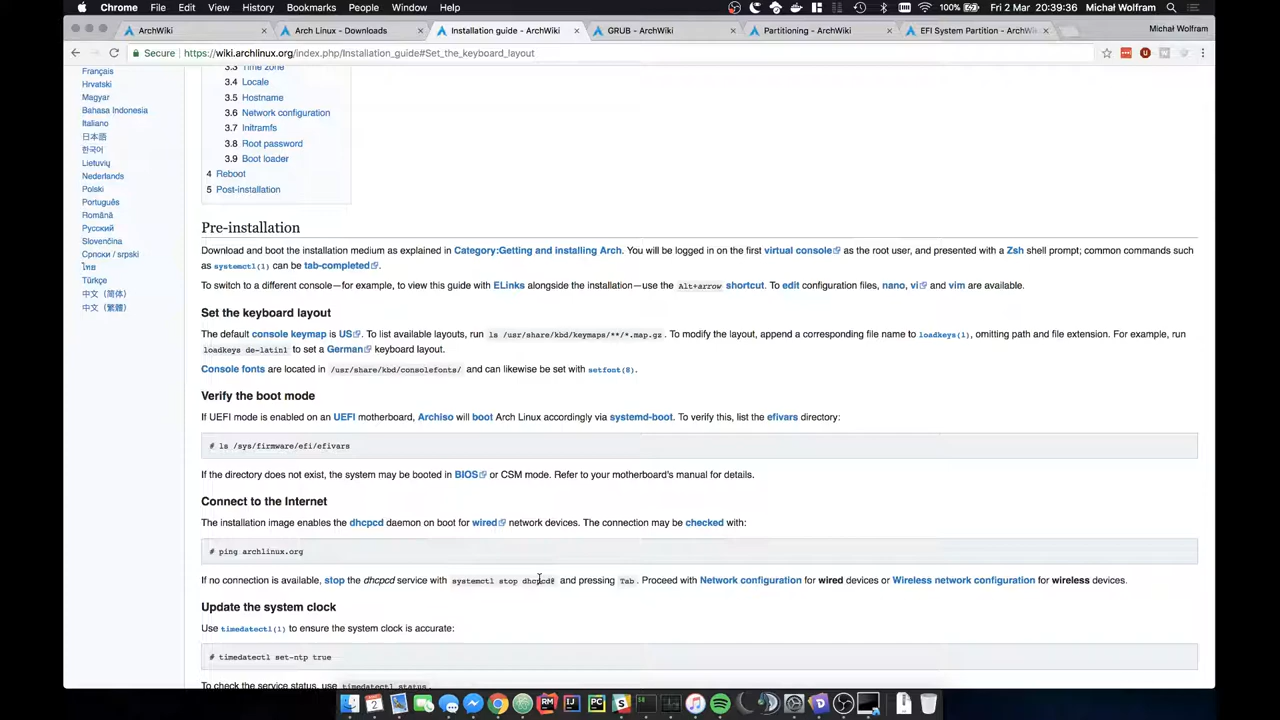 Chrome File Edit View History Bookmarks People Window Help 100% Fri 2 Mar 20:39:36 Michał Wolfram
ArchWiki × Arch Linux - Downloads × Installation guide - ArchWiki × GRUB - ArchWiki × Partitioning - ArchWiki × EFI System Partition - ArchWi × Michał Wolfram
Secure https://wiki.archlinux.org/index.php/Installation_guide#Set_the_keyboard_layout
Français
Hrvatski
Magyar
Bahasa Indonesia
Italiano
日本語
한국어
Lietuvių
Nederlands
Polski
Português
Română
Русский
Slovenčina
Српски / srpski
ไทย
Türkçe
中文（简体）
中文（繁體）
3.3 Time zone
3.4 Locale
3.5 Hostname
3.6 Network configuration
3.7 Initramfs
3.8 Root password
3.9 Boot loader
4 Reboot
5 Post-installation
Pre-installation
Download and boot the installation medium as explained in Category:Getting and installing Arch. You will be logged in on the first virtual console as the root user, and presented with a Zsh shell prompt; common commands such
as systemctl(1) can be tab-completed.
To switch to a different console—for example, to view this guide with ELinks alongside the installation—use the Alt+arrow shortcut. To edit configuration files, nano, vi and vim are available.
Set the keyboard layout
The default console keymap is US. To list available layouts, run ls /usr/share/kbd/keymaps/**/*.map.gz. To modify the layout, append a corresponding file name to loadkeys(1), omitting path and file extension. For example, run
loadkeys de-latin1 to set a German keyboard layout.
Console fonts are located in /usr/share/kbd/consolefonts/ and can likewise be set with setfont(8).
Verify the boot mode
If UEFI mode is enabled on an UEFI motherboard, Archiso will boot Arch Linux accordingly via systemd-boot. To verify this, list the efivars directory:
# ls /sys/firmware/efi/efivars
If the directory does not exist, the system may be booted in BIOS or CSM mode. Refer to your motherboard's manual for details.
Connect to the Internet
The installation image enables the dhcpcd daemon on boot for wired network devices. The connection may be checked with:
# ping archlinux.org
If no connection is available, stop the dhcpcd service with systemctl stop dhcpcd@ and pressing Tab. Proceed with Network configuration for wired devices or Wireless network configuration for wireless devices.
Update the system clock
Use timedatectl(1) to ensure the system clock is accurate:
# timedatectl set-ntp true
To check the service status, use timedatectl status.